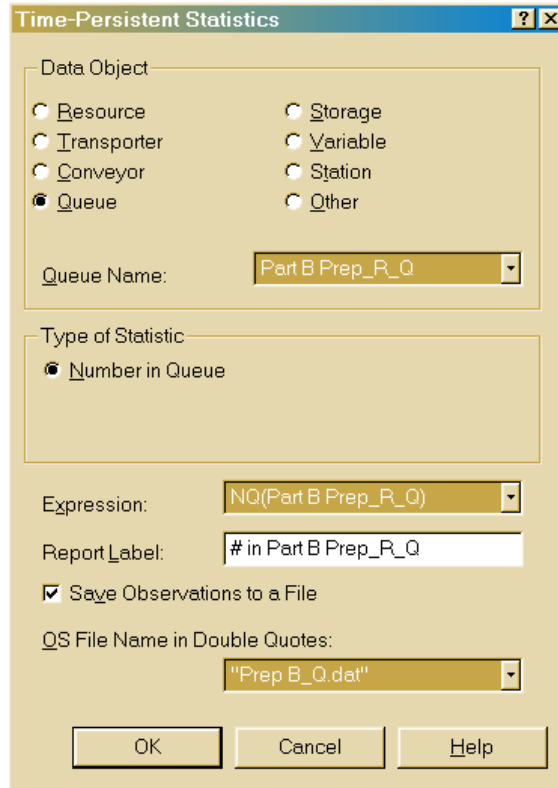 Time-Persistent Statistics
Data Object
Resource Storage
Transporter Variable
Conveyor Station
Queue Other
Queue Name: Part B Prep_R_Q
Type of Statistic
Number in Queue
Expression: NQ(Part B Prep_R_Q)
Report Label: # in Part B Prep_R_Q
Save Observations to a File
OS File Name in Double Quotes:
"Prep B_Q.dat"
OK Cancel Help